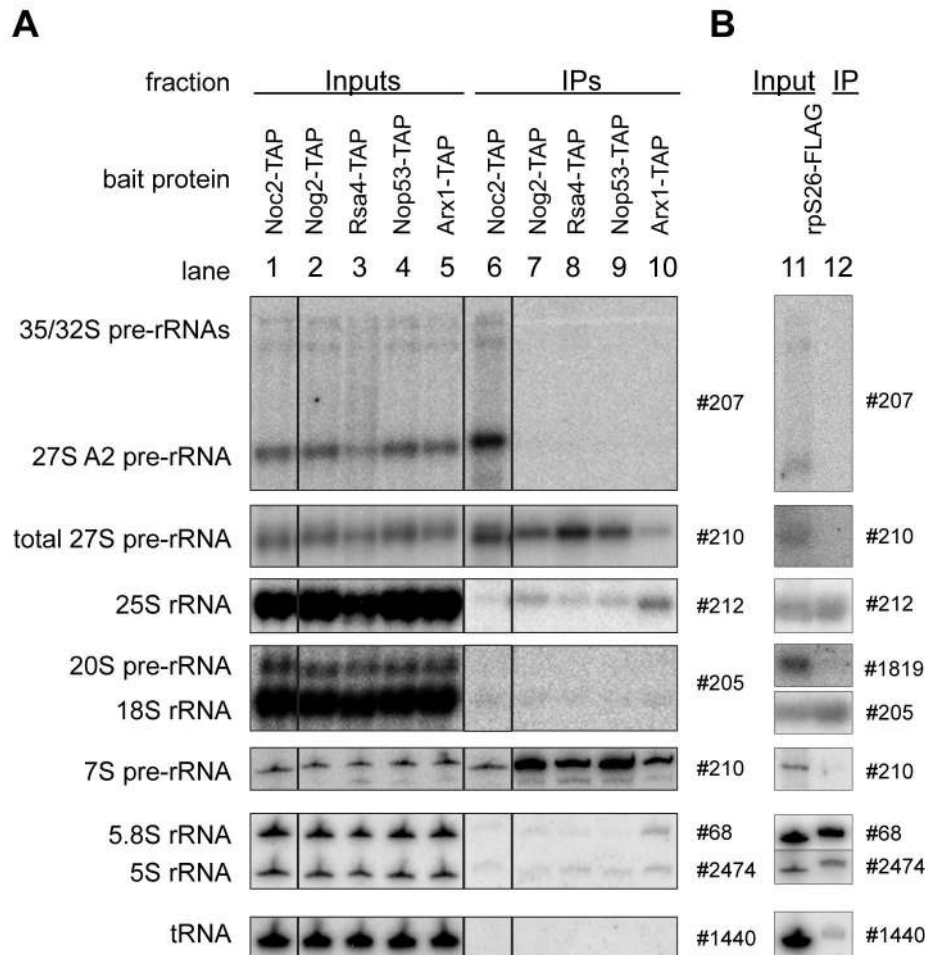 A B
fraction Inputs IPs Input IP
bait protein Noc2-TAP Nog2-TAP Rsa4-TAP Nop53-TAP Arx1-TAP Noc2-TAP Nog2-TAP Rsa4-TAP Nop53-TAP Arx1-TAP rpS26-FLAG
lane 1 2 3 4 5 6 7 8 9 10 11 12
35/32S pre-rRNAs
#207 #207
27S A2 pre-rRNA
total 27S pre-rRNA #210 #210
25S rRNA #212 #212
20S pre-rRNA #1819
#205
18S rRNA #205
7S pre-rRNA #210 #210
5.8S rRNA #68 #68
5S rRNA #2474 #2474
tRNA #1440 #1440